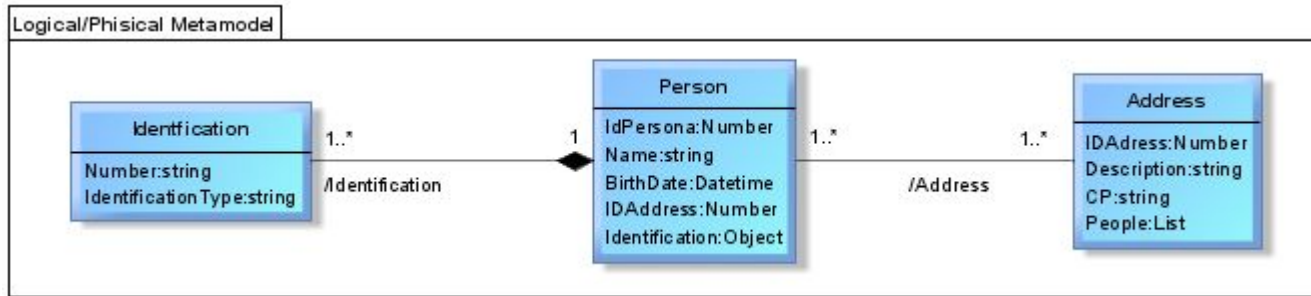 Logical/Phisical Metamodel
Identfication
Number:string
IdentificationType:string
1..*
1
/Identification
Person
IdPersona:Number
Name:string
BirthDate:Datetime
IDAddress:Number
Identification:Object
1..*
1..*
/Address
Address
IDAdress:Number
Description:string
CP:string
People:List